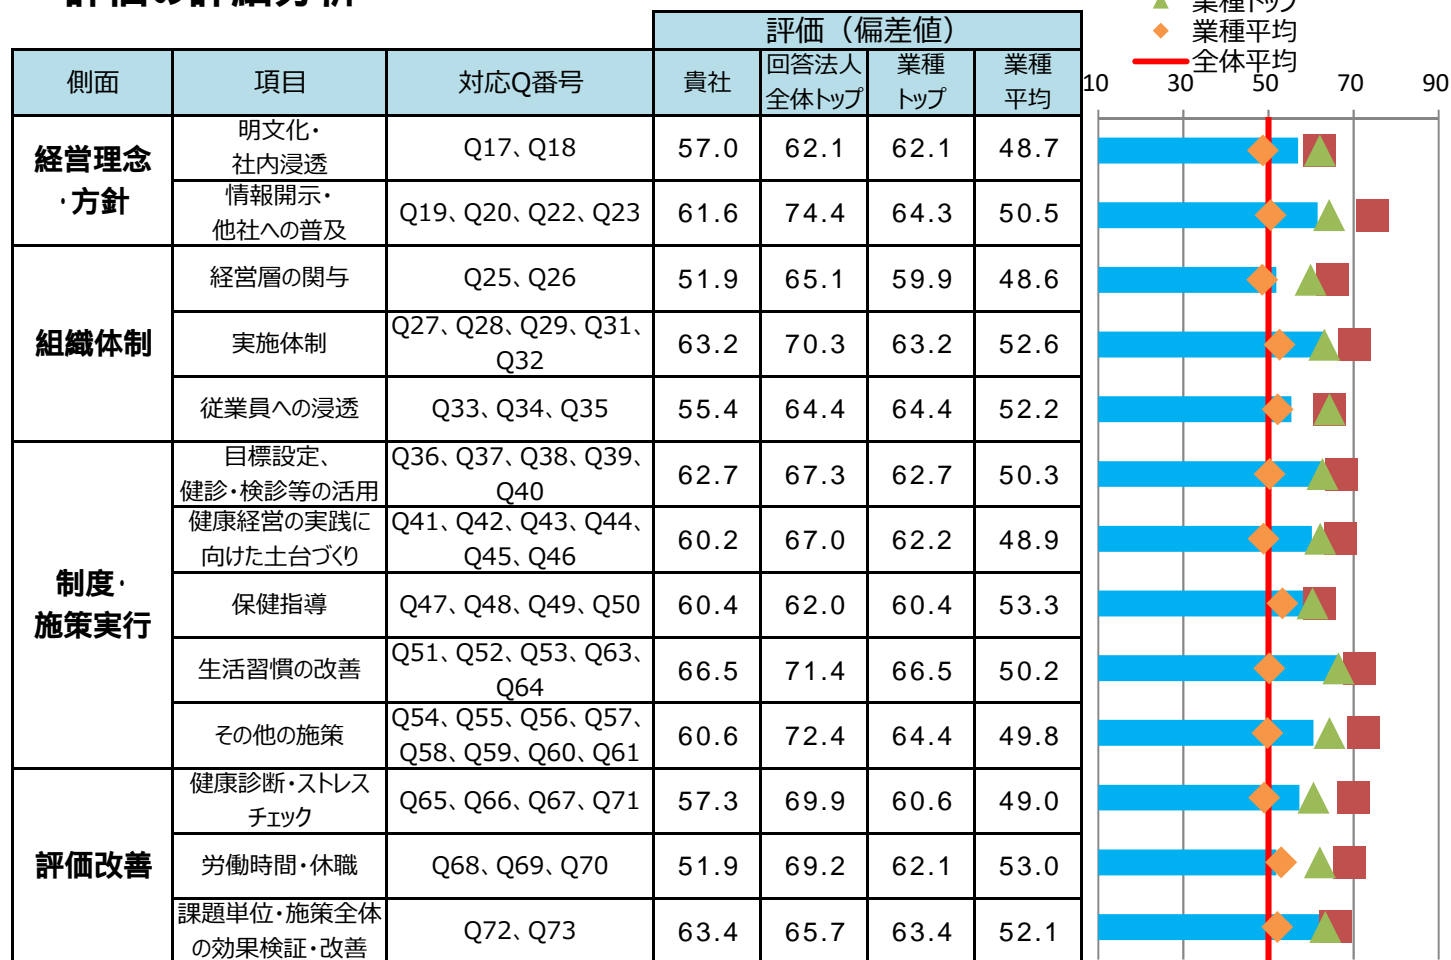 評価の詳細分析
業種トップ
業種平均
全体平均
評価（偏差値）
側面 項目 対応Q番号 貴社 回答法人 業種 業種
全体トップ トップ 平均
10 30 50 70 90
経営理念
・方針
明文化・
社内浸透
Q17、Q18 57.0 62.1 62.1 48.7
情報開示・
他社への普及
Q19、Q20、Q22、Q23 61.6 74.4 64.3 50.5
組織体制
経営層の関与 Q25、Q26 51.9 65.1 59.9 48.6
実施体制
Q27、Q28、Q29、Q31、
Q32
63.2 70.3 63.2 52.6
従業員への浸透 Q33、Q34、Q35 55.4 64.4 64.4 52.2
制度・
施策実行
目標設定、
健診・検診等の活用
Q36、Q37、Q38、Q39、
Q40
62.7 67.3 62.7 50.3
健康経営の実践に
向けた土台づくり
Q41、Q42、Q43、Q44、
Q45、Q46
60.2 67.0 62.2 48.9
保健指導 Q47、Q48、Q49、Q50 60.4 62.0 60.4 53.3
生活習慣の改善
Q51、Q52、Q53、Q63、
Q64
66.5 71.4 66.5 50.2
その他の施策
Q54、Q55、Q56、Q57、
Q58、Q59、Q60、Q61
60.6 72.4 64.4 49.8
評価改善
健康診断・ストレス
チェック
Q65、Q66、Q67、Q71 57.3 69.9 60.6 49.0
労働時間・休職 Q68、Q69、Q70 51.9 69.2 62.1 53.0
課題単位・施策全体
の効果検証・改善
Q72、Q73 63.4 65.7 63.4 52.1